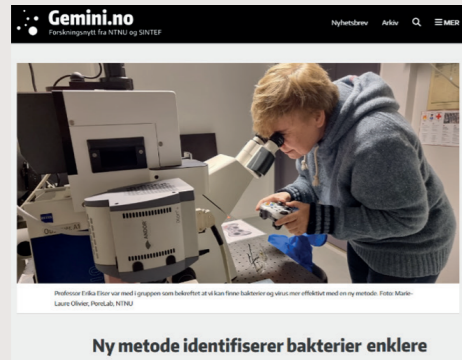 Gemini.no
Forskningsnytt fra NTNU og SINTEF
Nyhetsbrev Arkiv MER
ANDOR
Professor Erika Eiser var med i gruppen som bekreftet at vi kan finne bakterier og virus mer effektivt med en ny metode. Foto: Marie-
Laure Olivier, PoreLab, NTNU
Ny metode identifiserer bakterier enklere